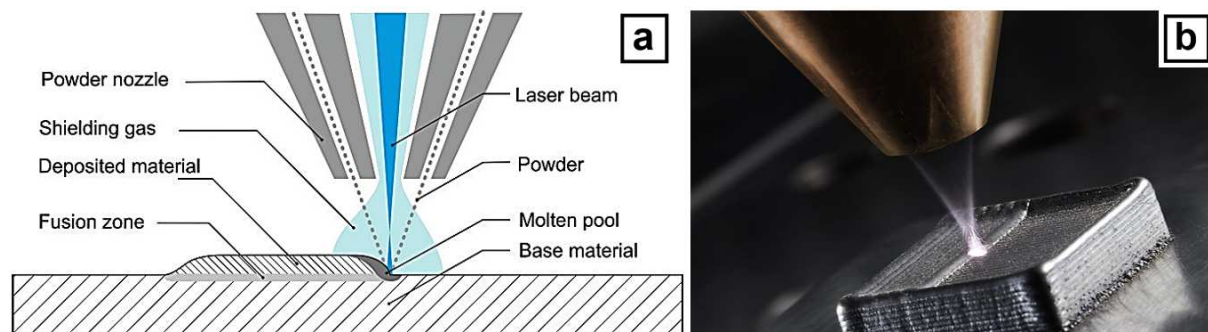 a
Powder nozzle
Shielding gas
Deposited material
Fusion zone
Laser beam
Powder
Molten pool
Base material
b